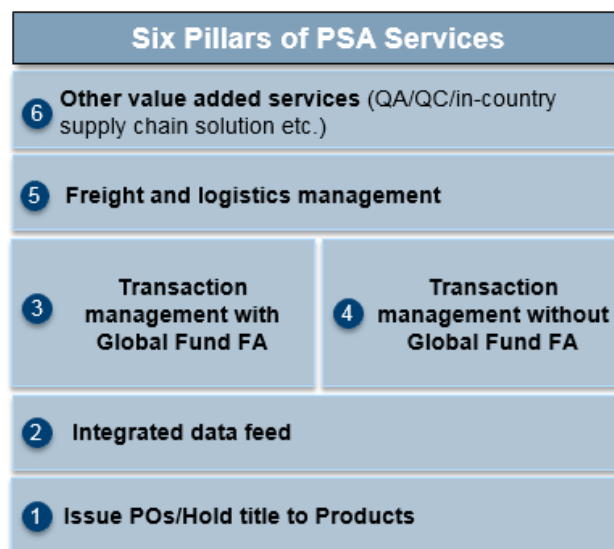 Six Pillars of PSA Services
6 Other value added services (QA/QC/in-country
supply chain solution etc.)
5 Freight and logistics management
3 Transaction
management with
Global Fund FA
4 Transaction
management without
Global Fund FA
2 Integrated data feed
1 Issue POs/Hold title to Products